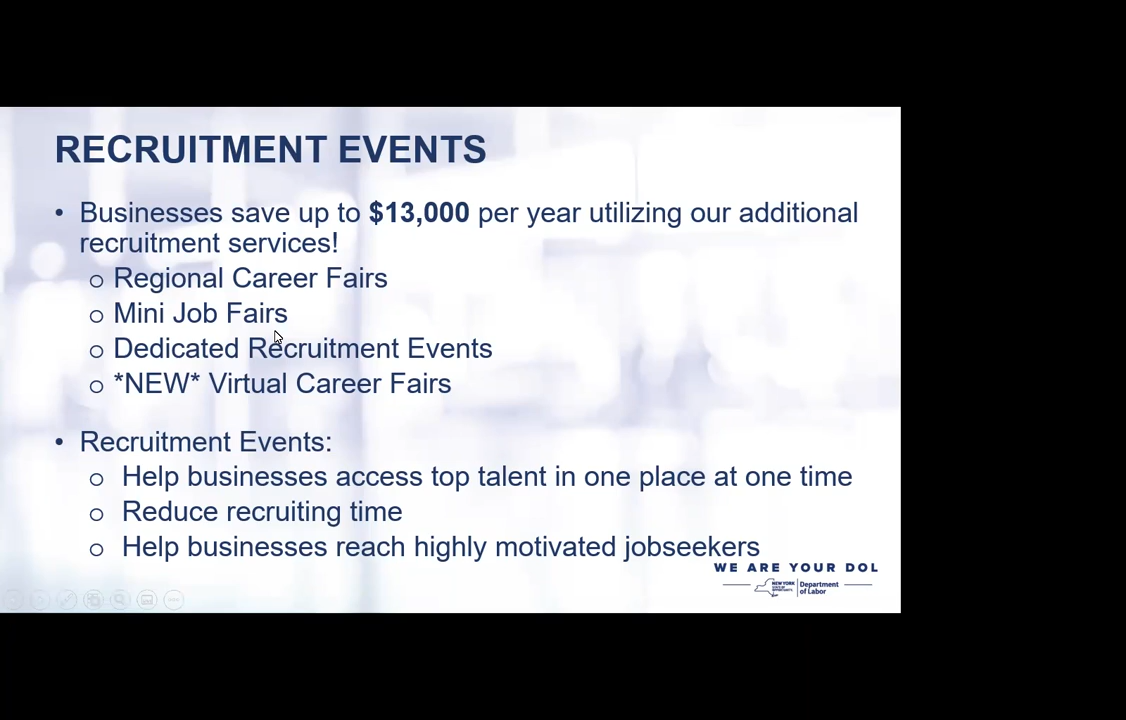 RECRUITMENT EVENTS
• Businesses save up to $13,000 per year utilizing our additional
recruitment services!
o Regional Career Fairs
o Mini Job Fairs
o Dedicated Recruitment Events
o *NEW* Virtual Career Fairs
• Recruitment Events:
o Help businesses access top talent in one place at one time
o Reduce recruiting time
o Help businesses reach highly motivated jobseekers
WE ARE YOUR DOL
NEW YORK
Department
of Labor